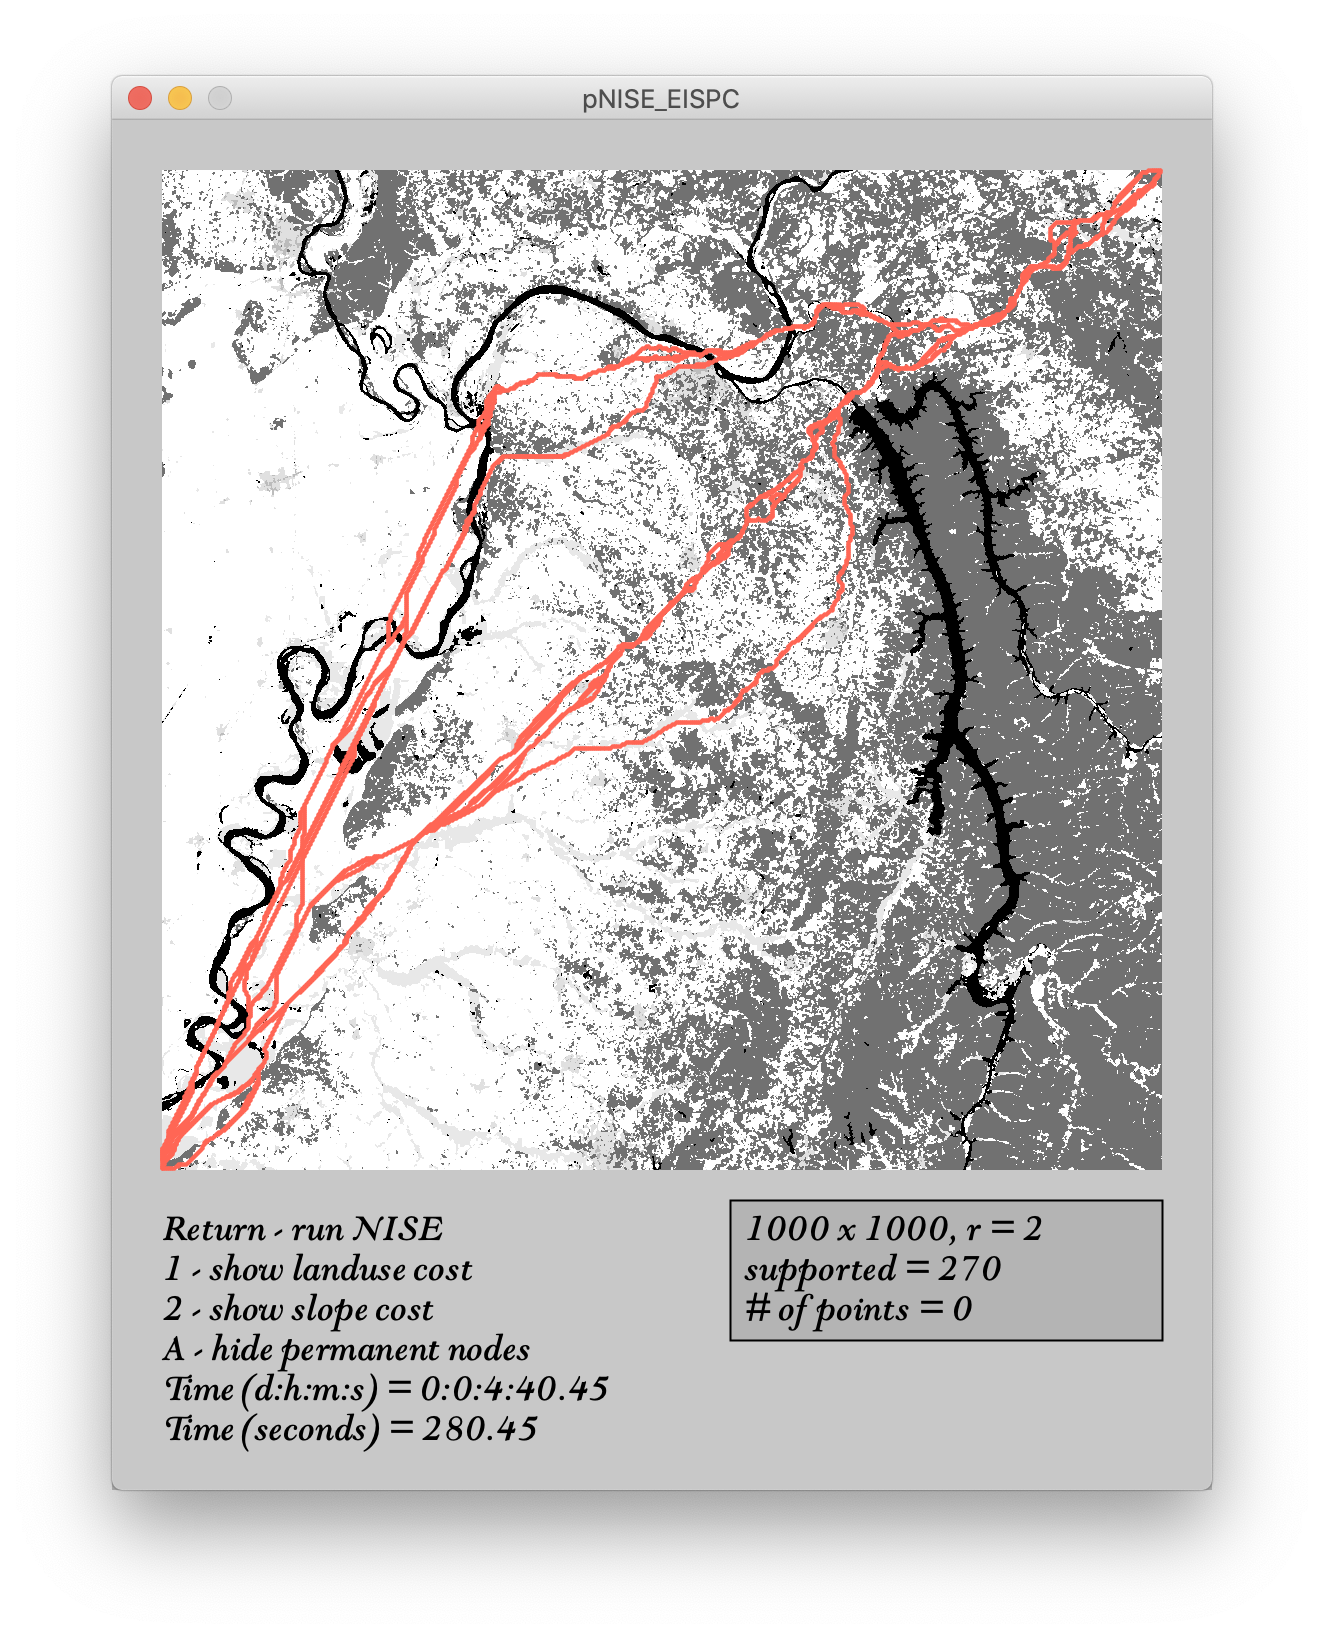 pNISE_EISPC
Return - run NISE
1 - show landuse cost
2 - show slope cost
A - hide permanent nodes
Time (d:h:m:s) = 0:0:4:40.45
Time (seconds) = 280.45
1000 x 1000, r = 2
supported = 270
# of points = 0